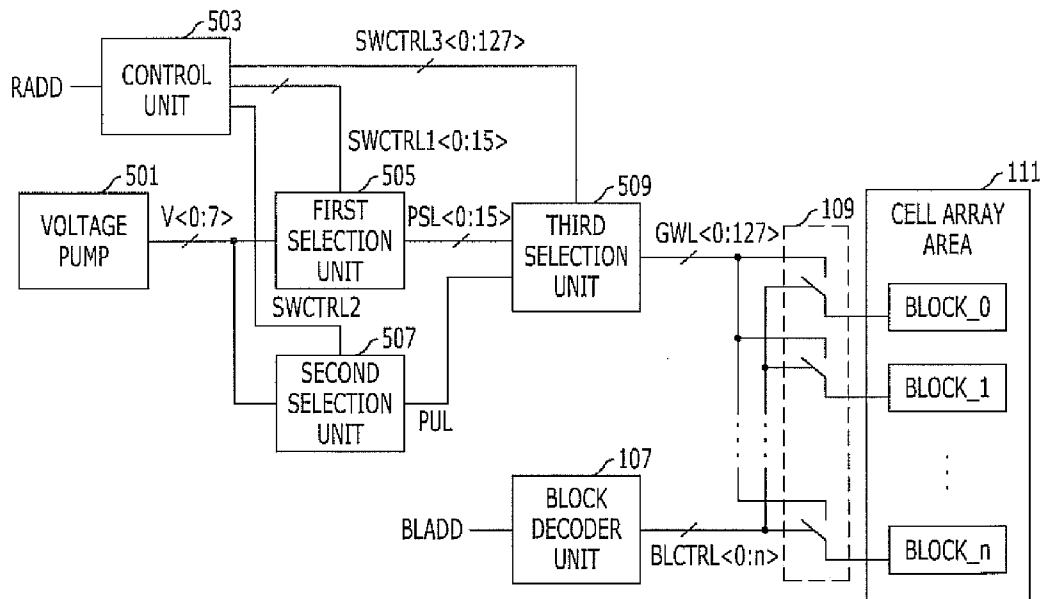 503
SWCTRL3<0:127>
RADD
CONTROL
UNIT
SWCTRL1<0:15>
501
VOLTAGE
PUMP
V<0:7>
505
FIRST
SELECTION
UNIT
PSL<0:15>
509
THIRD
SELECTION
UNIT
GWL<0:127>
109
111
CELL ARRAY
AREA
BLOCK_0
SWCTRL2
507
SECOND
SELECTION
UNIT
PUL
BLOCK_1
107
BLADD
BLOCK
DECODER
UNIT
BLCTRL<0:n>
BLOCK_n